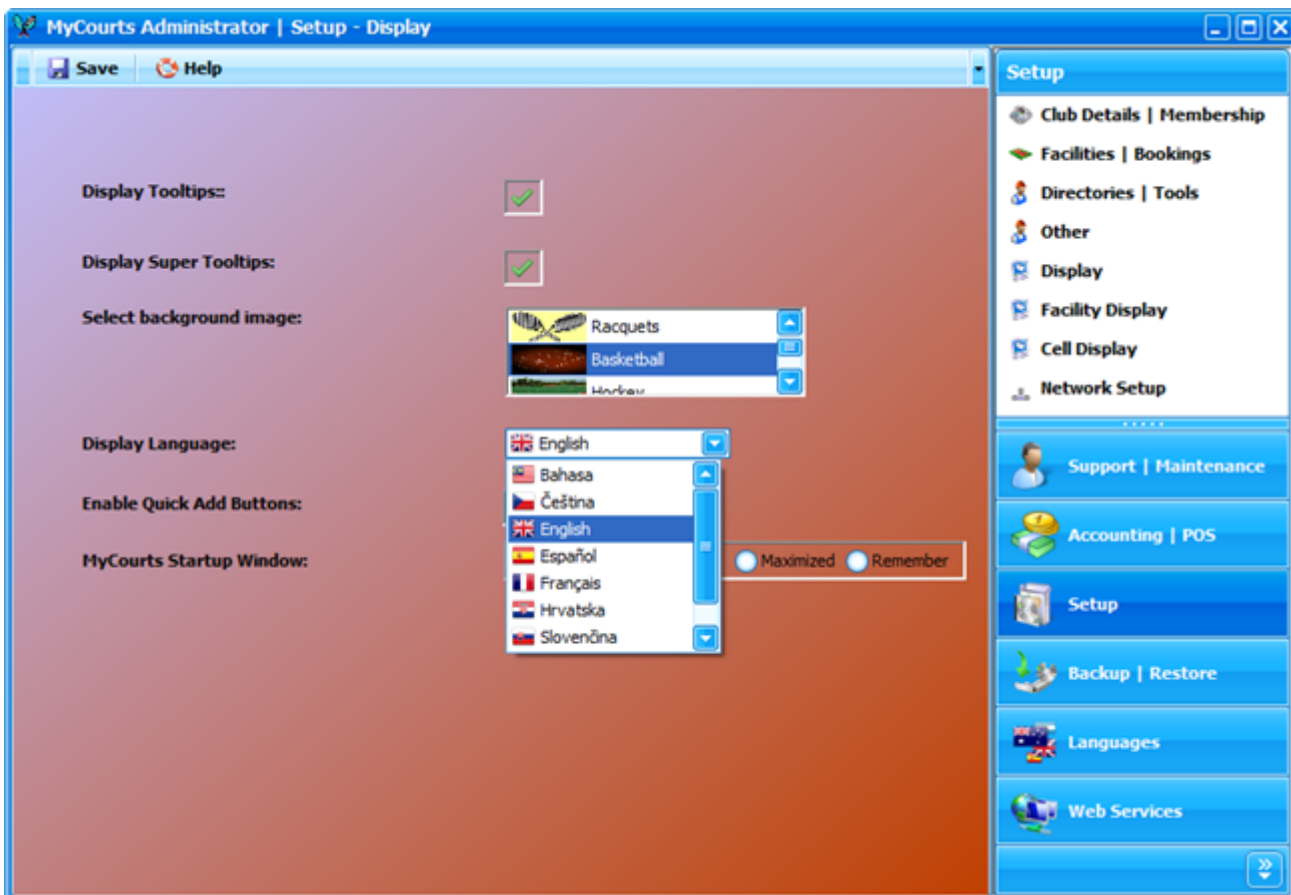 MyCourts Administrator | Setup - Display
Save Help
Display Tooltips::
Display Super Tooltips:
Select background image:
Racquets
Basketball
Hockey
Display Language:
English
Bahasa
Čeština
English
Español
Français
Hrvatska
Slovenčina
Enable Quick Add Buttons:
MyCourts Startup Window:
Maximized Remember
Setup
Club Details | Membership
Facilities | Bookings
Directories | Tools
Other
Display
Facility Display
Cell Display
Network Setup
Support | Maintenance
Accounting | POS
Setup
Backup | Restore
Languages
Web Services